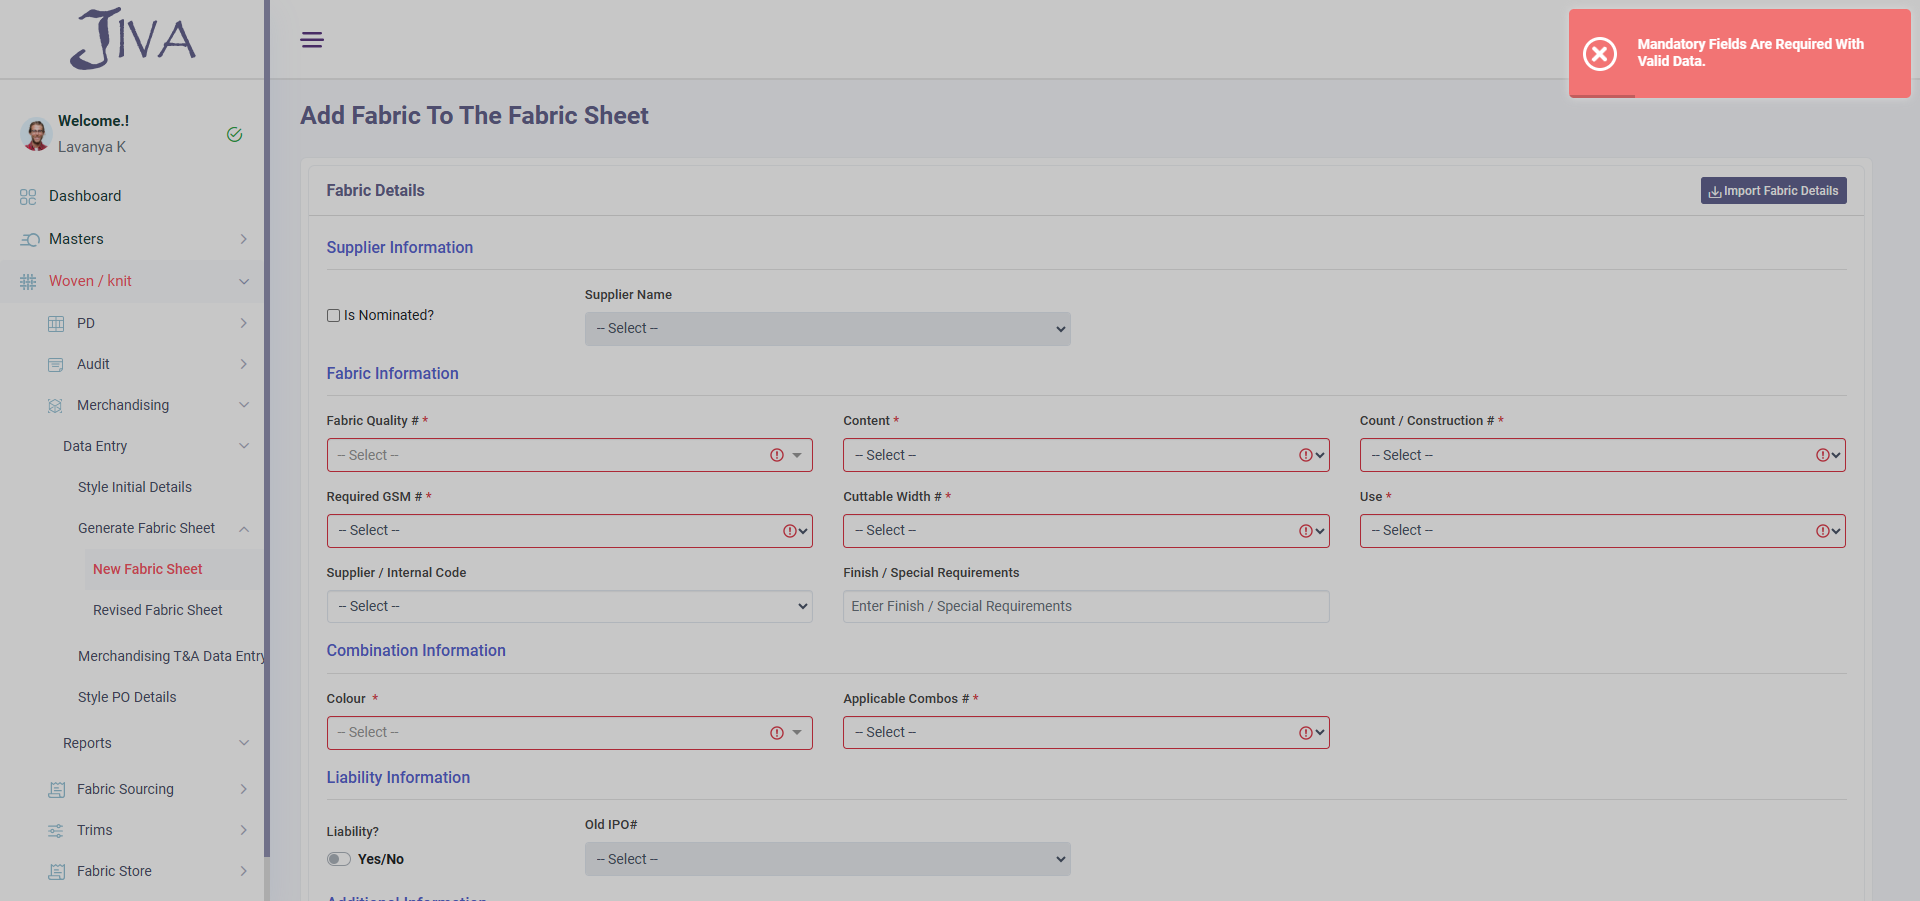 JIVA
Mandatory Fields Are Required With
Valid Data.
Welcome.!
Lavanya K
Dashboard
Masters
Woven / knit
PD
Audit
Merchandising
Data Entry
Style Initial Details
Generate Fabric Sheet
New Fabric Sheet
Revised Fabric Sheet
Merchandising T&A Data Entry
Style PO Details
Reports
Fabric Sourcing
Trims
Fabric Store
Add Fabric To The Fabric Sheet
Fabric Details
Import Fabric Details
Supplier Information
Is Nominated?
Supplier Name
-- Select --
Fabric Information
Fabric Quality # *
Content *
Count / Construction # *
-- Select --
-- Select --
-- Select --
Required GSM # *
Cuttable Width # *
Use *
-- Select --
-- Select --
-- Select --
Supplier / Internal Code
Finish / Special Requirements
-- Select --
Enter Finish / Special Requirements
Combination Information
Colour *
Applicable Combos # *
-- Select --
-- Select --
Liability Information
Liability?
Old IPO#
Yes/No
-- Select --
Additional Information